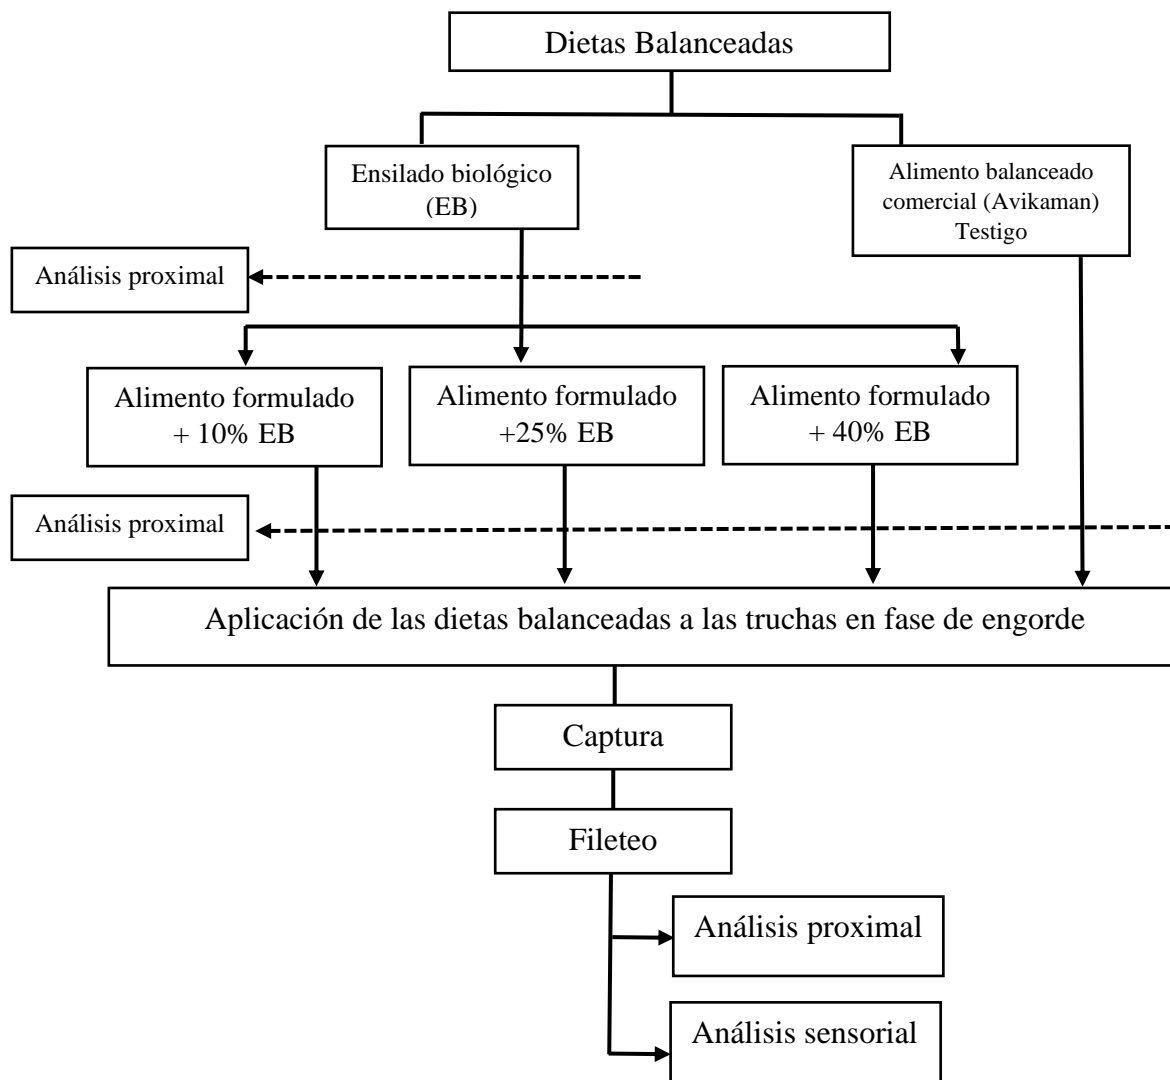 Dietas Balanceadas
Ensilado biológico
(EB)
Alimento balanceado
comercial (Avikaman)
Testigo
Análisis proximal
Alimento formulado
+ 10% EB
Alimento formulado
+25% EB
Alimento formulado
+ 40% EB
Análisis proximal
Aplicación de las dietas balanceadas a las truchas en fase de engorde
Captura
Fileteo
Análisis proximal
Análisis sensorial